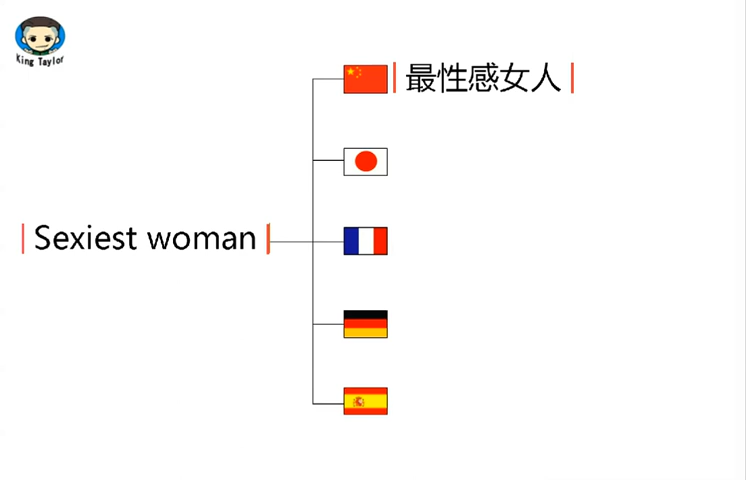 King Taylor
最性感女人
Sexiest woman